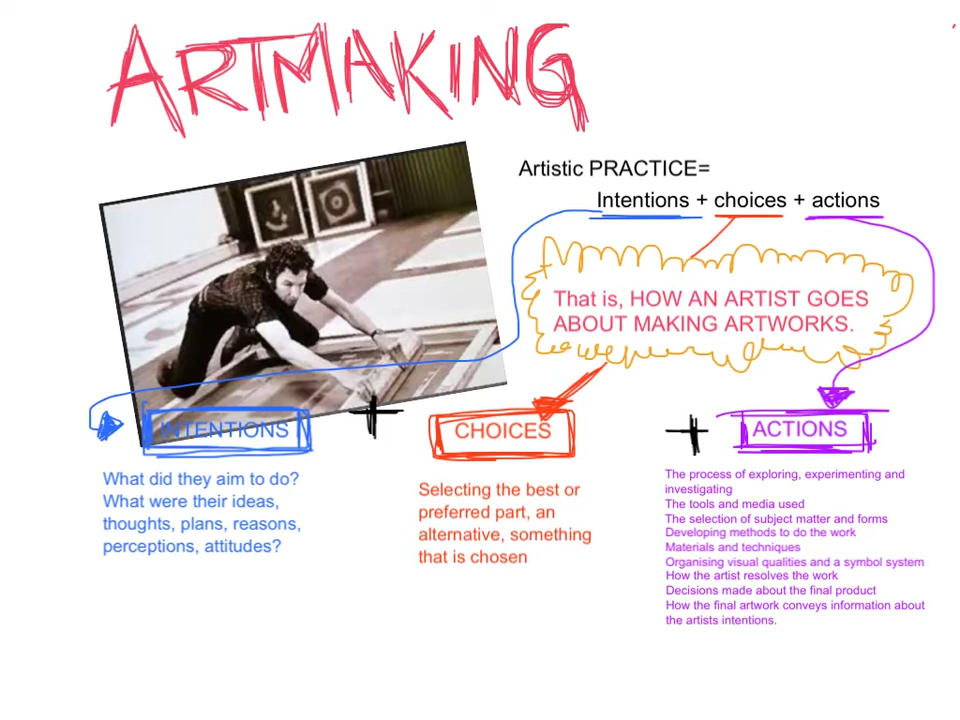 ARTMAKING
Artistic PRACTICE=
Intentions + choices + actions
That is, HOW AN ARTIST GOES
ABOUT MAKING ARTWORKS.
INTENTIONS
+
CHOICES
+
ACTIONS
What did they aim to do?
What were their ideas,
thoughts, plans, reasons,
perceptions, attitudes?
Selecting the best or
preferred part, an
alternative, something
that is chosen
The process of exploring, experimenting and
investigating
The tools and media used
The selection of subject matter and forms
Developing methods to do the work
Materials and techniques
Organising visual qualities and a symbol system
How the artist resolves the work
Decisions made about the final product
How the final artwork conveys information about
the artists intentions.